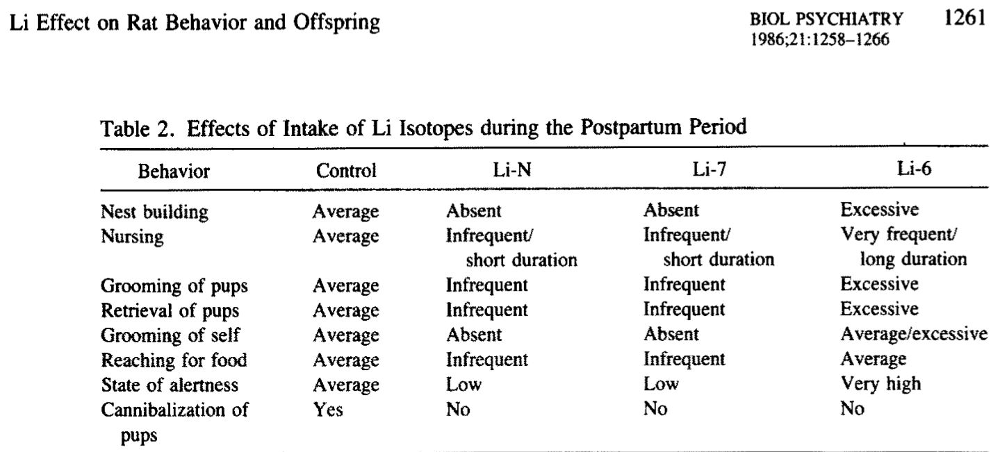 Li Effect on Rat Behavior and Offspring BIOL PSYCHIATRY 1261
1986;21:1258–1266
Table 2. Effects of Intake of Li Isotopes during the Postpartum Period
Behavior Control Li-N Li-7 Li-6
Nest building Average Absent Absent Excessive
Nursing Average Infrequent/ Infrequent/ Very frequent/
short duration short duration long duration
Grooming of pups Average Infrequent Infrequent Excessive
Retrieval of pups Average Infrequent Infrequent Excessive
Grooming of self Average Absent Absent Average/excessive
Reaching for food Average Infrequent Infrequent Average
State of alertness Average Low Low Very high
Cannibalization of Yes No No No
pups